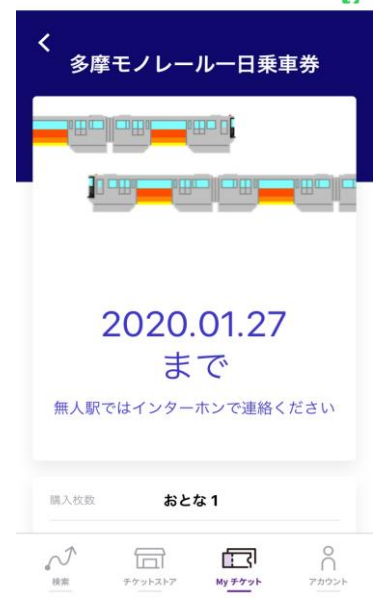 多摩モノレール一日乗車券
2020.01.27
まで
無人駅ではインターホンで連絡ください
購入枚数 おとな 1
検索 チケットストア My チケット アカウント